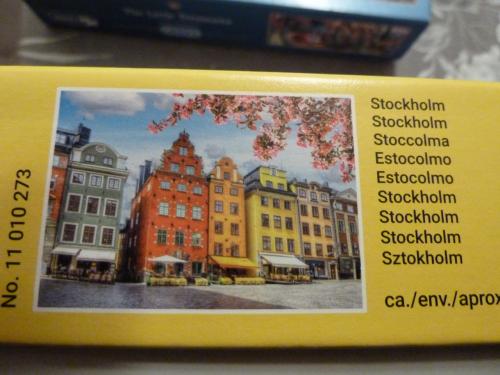 No. 11 010 273
Stockholm
Stockholm
Stoccolma
Estocolmo
Estocolmo
Stockholm
Stockholm
Stockholm
Sztokholm
ca./env./aprox